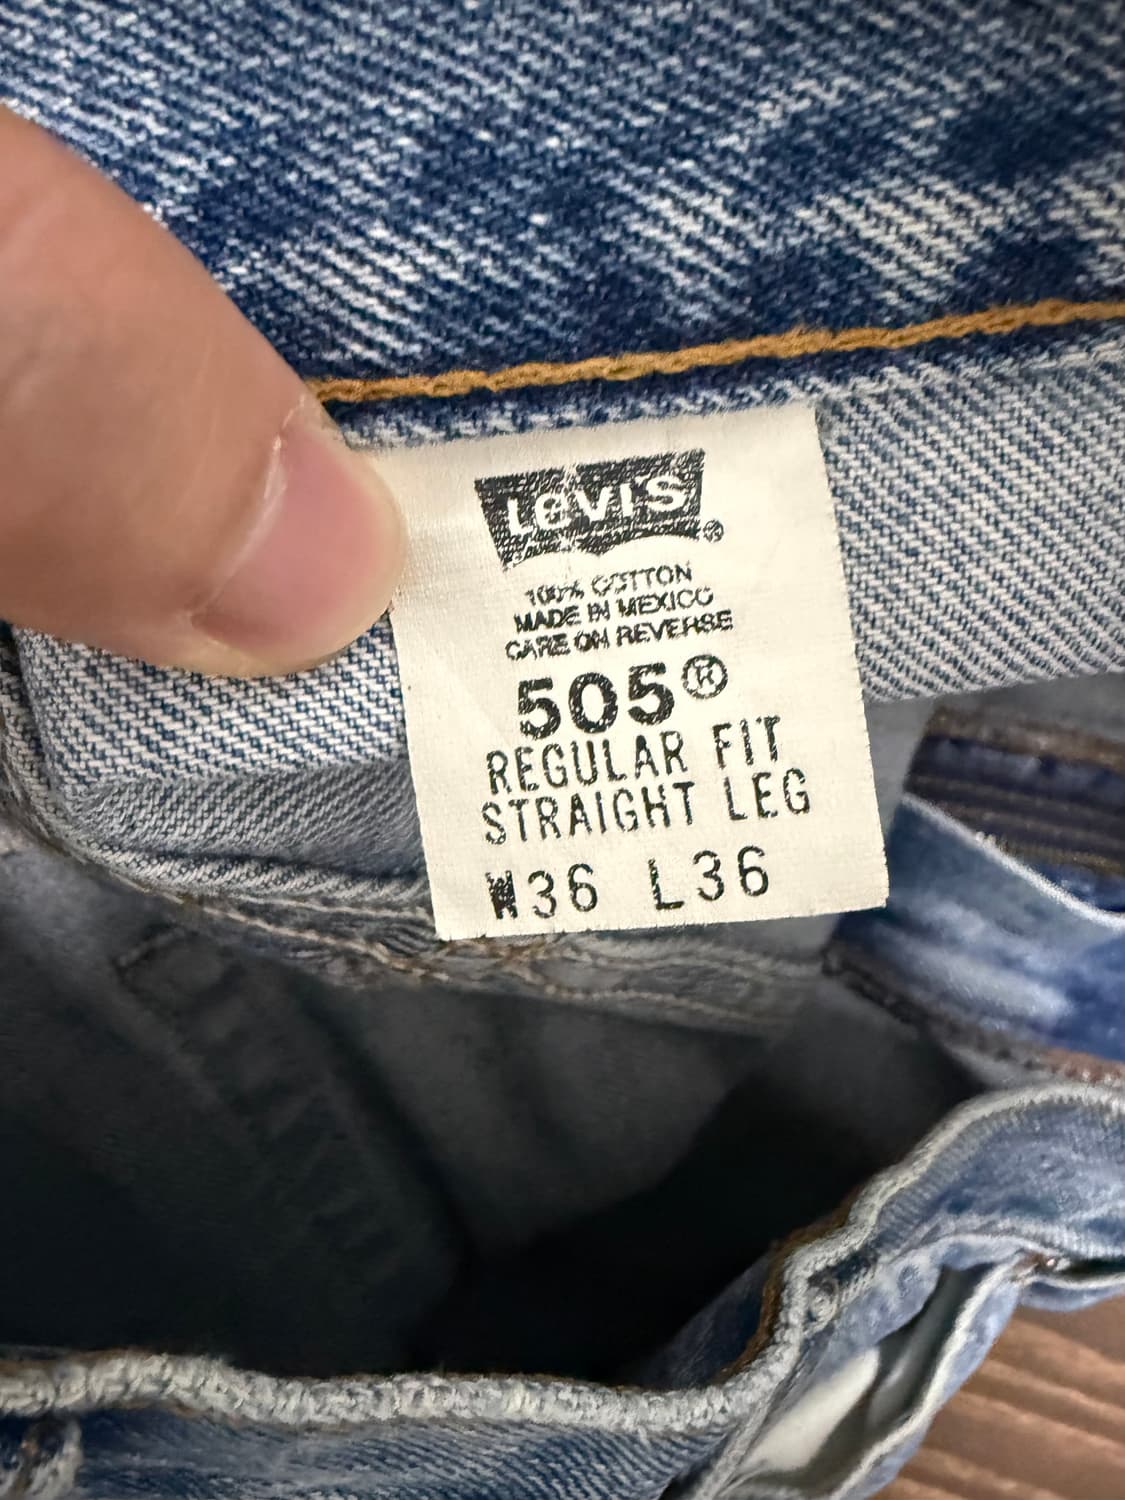 LEVI'S ®
100% COTTON
MADE IN MEXICO
CARE ON REVERSE
505®
REGULAR FIT
STRAIGHT LEG
W36 L36